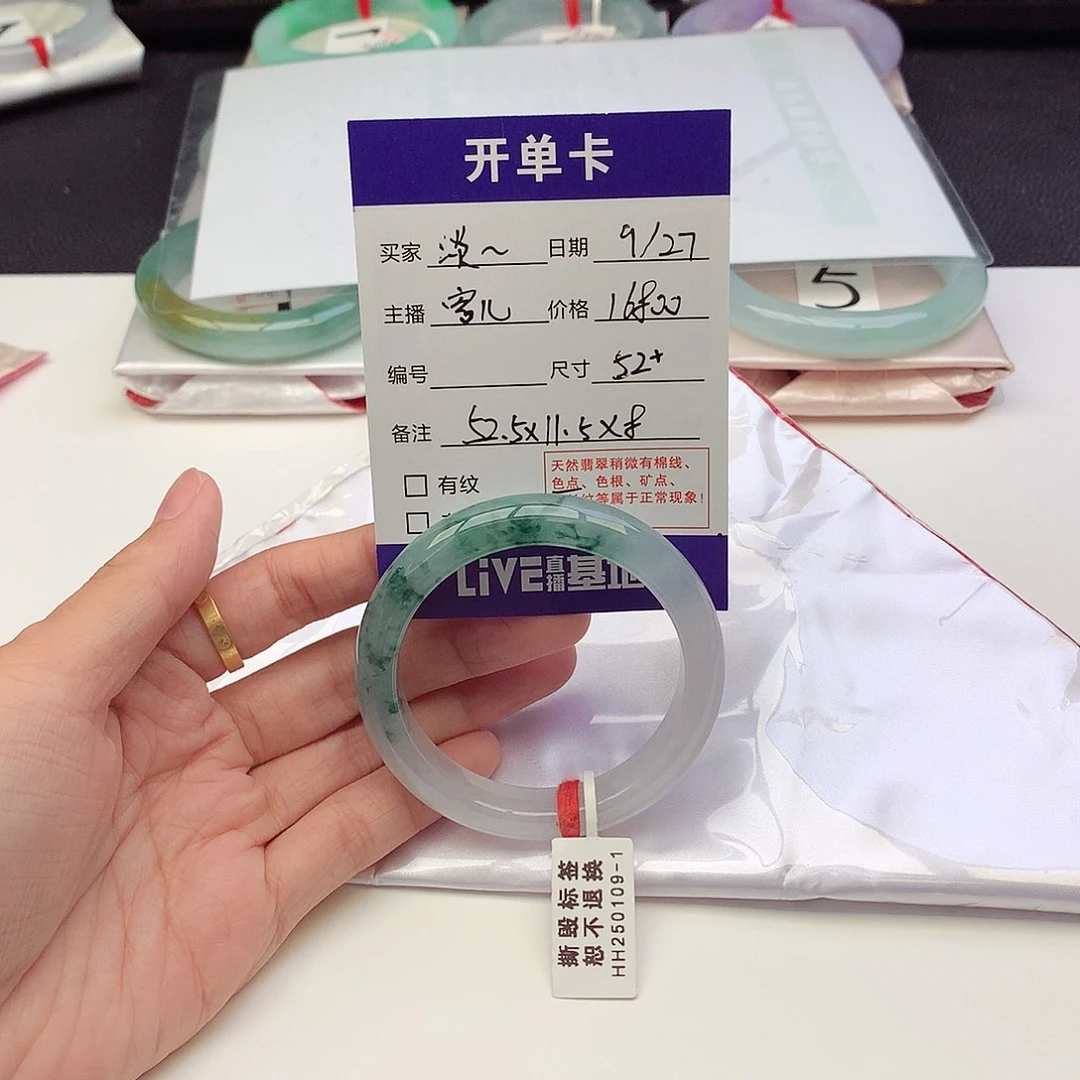 开单卡
买家 淡~ 日期 9/27
主播 客儿 价格 16800
编号 尺寸 52+
备注 52.5x11.5x8
有纹
天然翡翠稍微有棉线、
色点、色根、矿点、
纹等属于正常现象!
LiVE直播基地
5
撕毁标签
恕不退换
HH250109-1